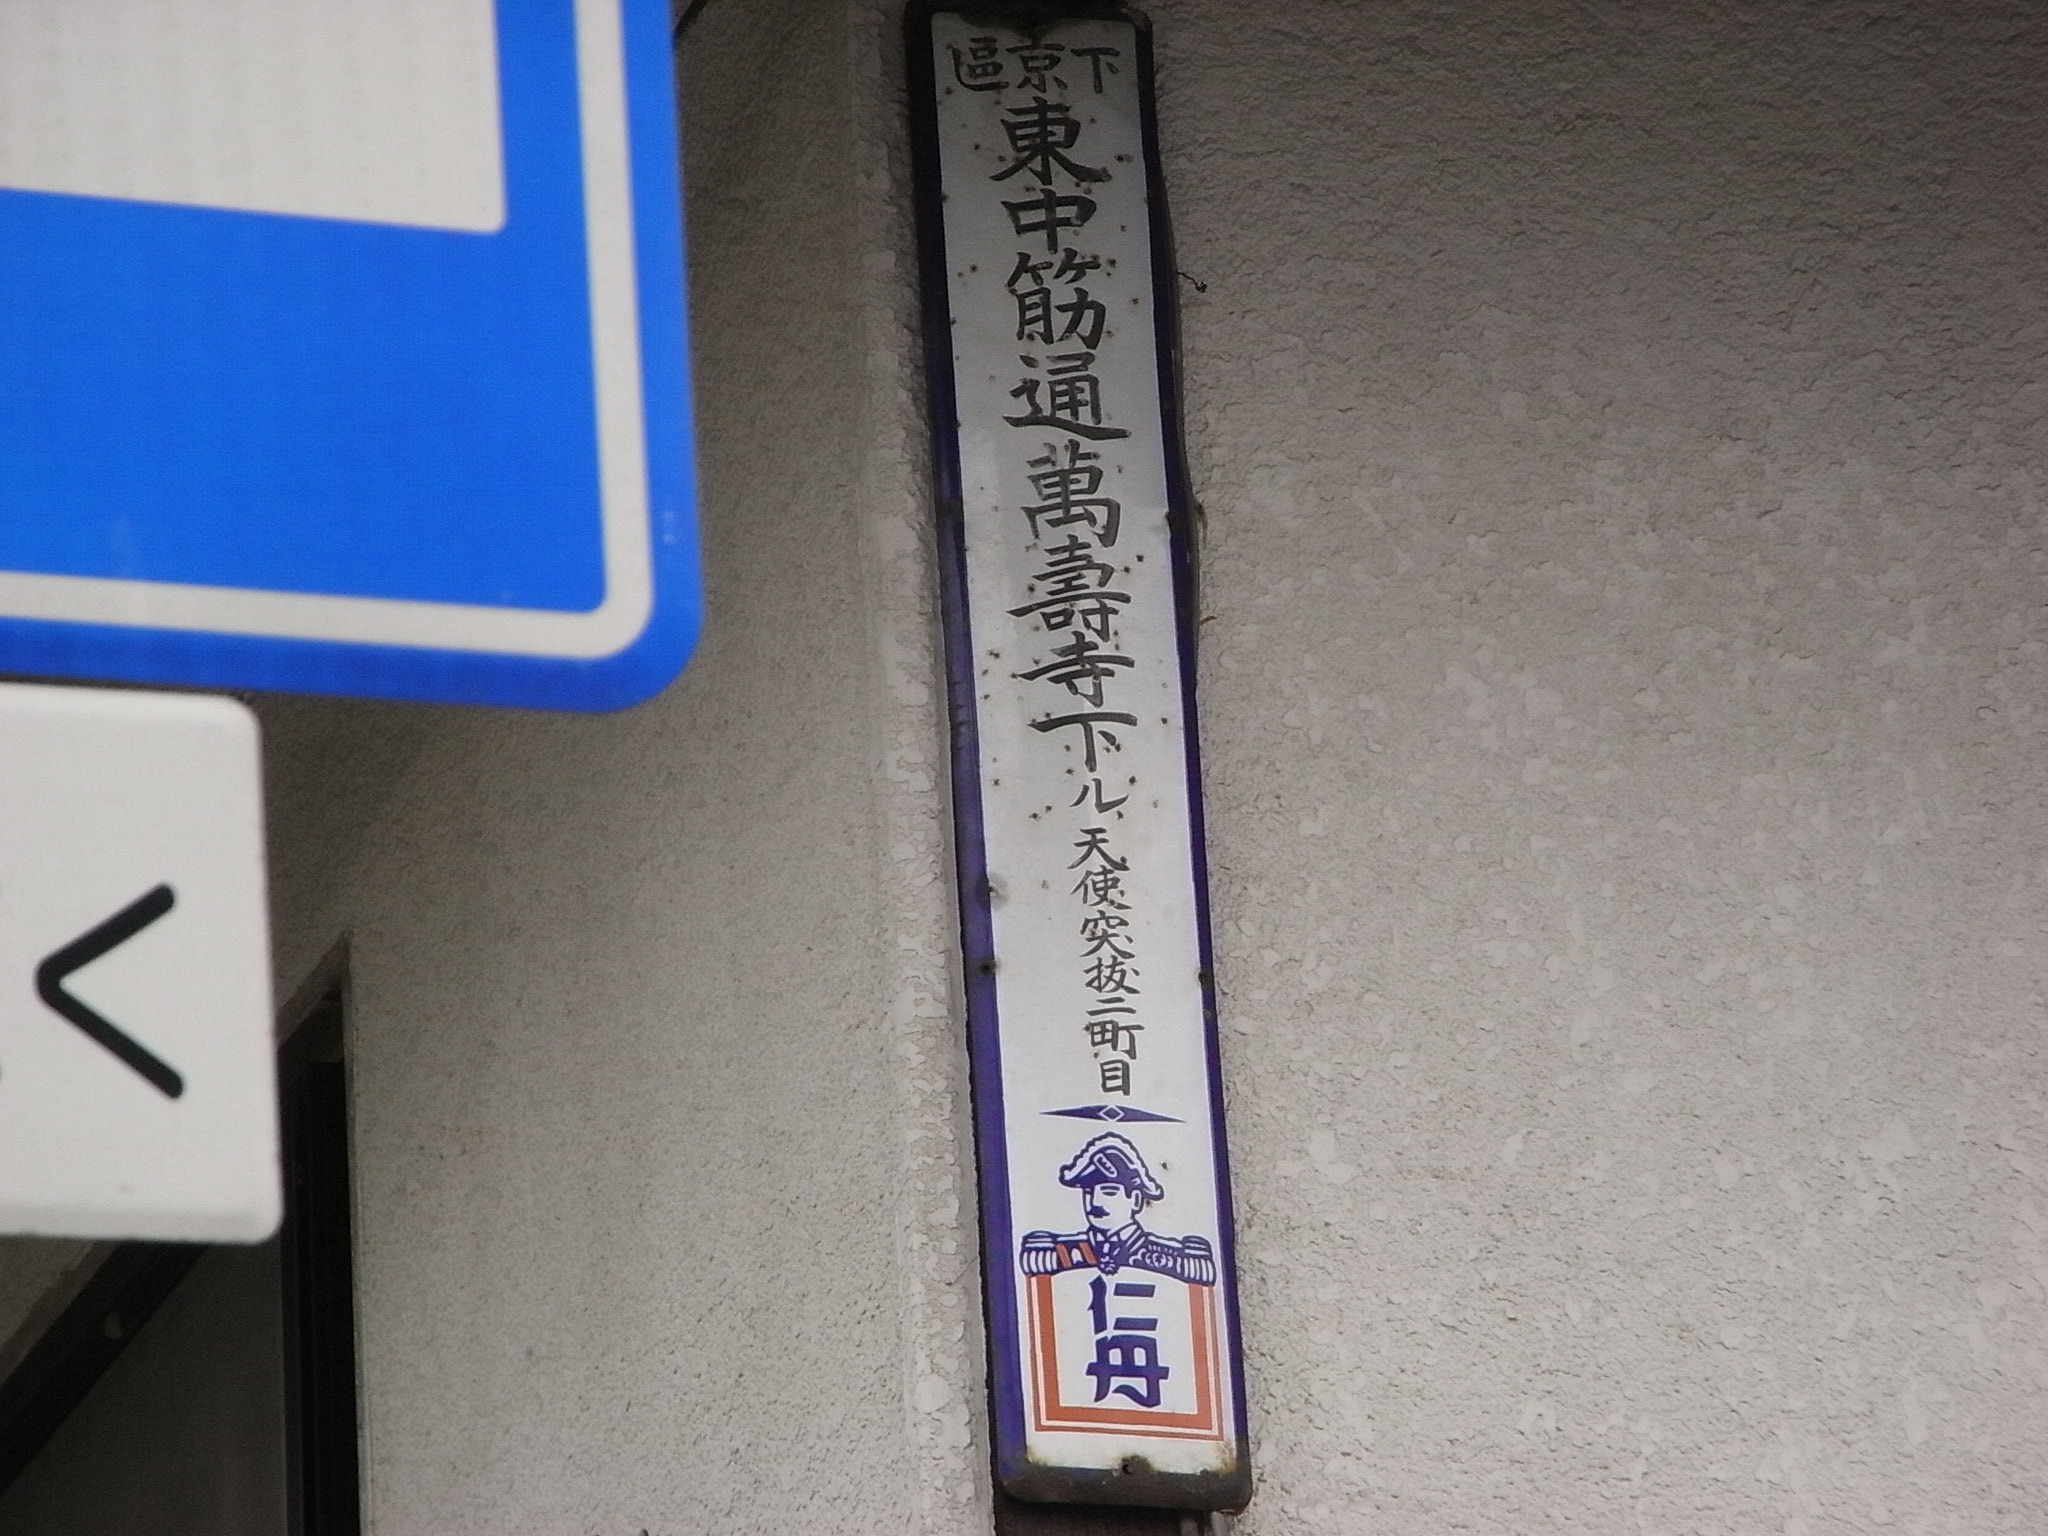 區京下
東中筋通萬壽寺下ル
天使突抜二町目
仁丹
く